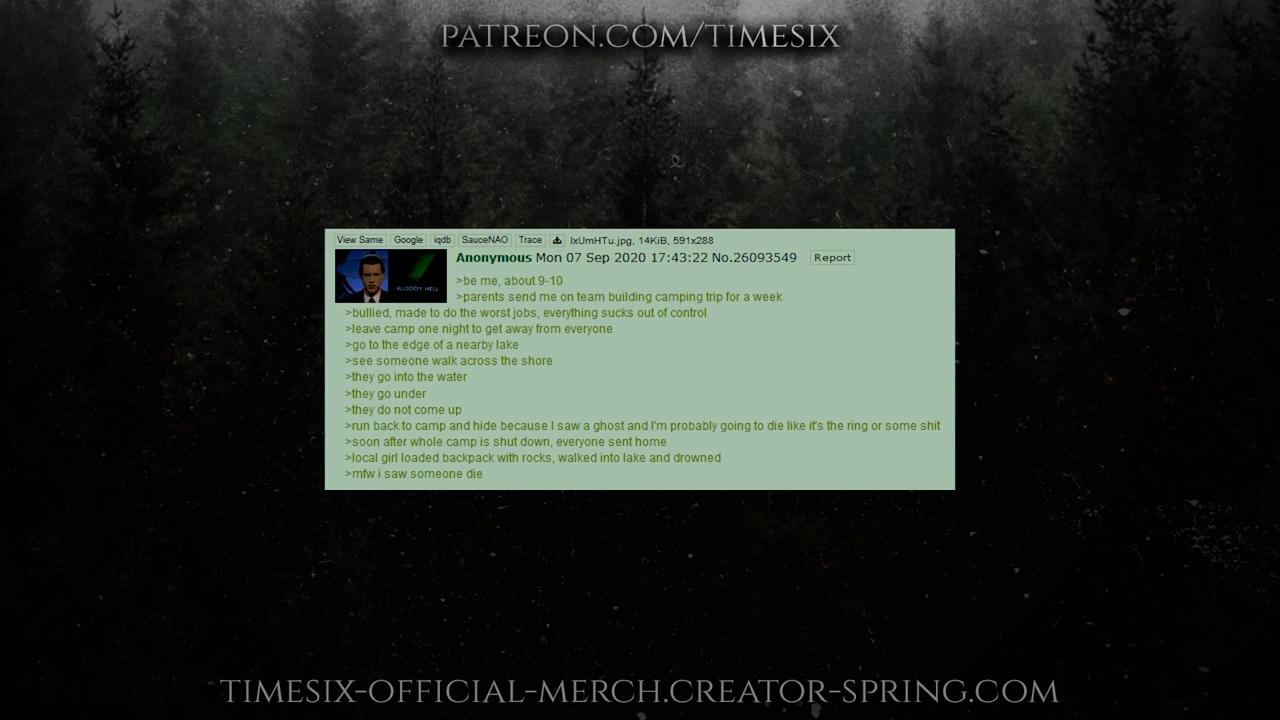 PATREON.COM/TIMESIX
View Same Google iqdb SauceNAO Trace IxUmHTu.jpg, 14KiB, 591x288
Anonymous Mon 07 Sep 2020 17:43:22 No.26093549 Report
BLOODY HELL
>be me, about 9-10
>parents send me on team building camping trip for a week
>bullied, made to do the worst jobs, everything sucks out of control
>leave camp one night to get away from everyone
>go to the edge of a nearby lake
>see someone walk across the shore
>they go into the water
>they go under
>they do not come up
>run back to camp and hide because I saw a ghost and I'm probably going to die like it's the ring or some shit
>soon after whole camp is shut down, everyone sent home
>local girl loaded backpack with rocks, walked into lake and drowned
>mfw i saw someone die
TIMESIX-OFFICIAL-MERCH.CREATOR-SPRING.COM